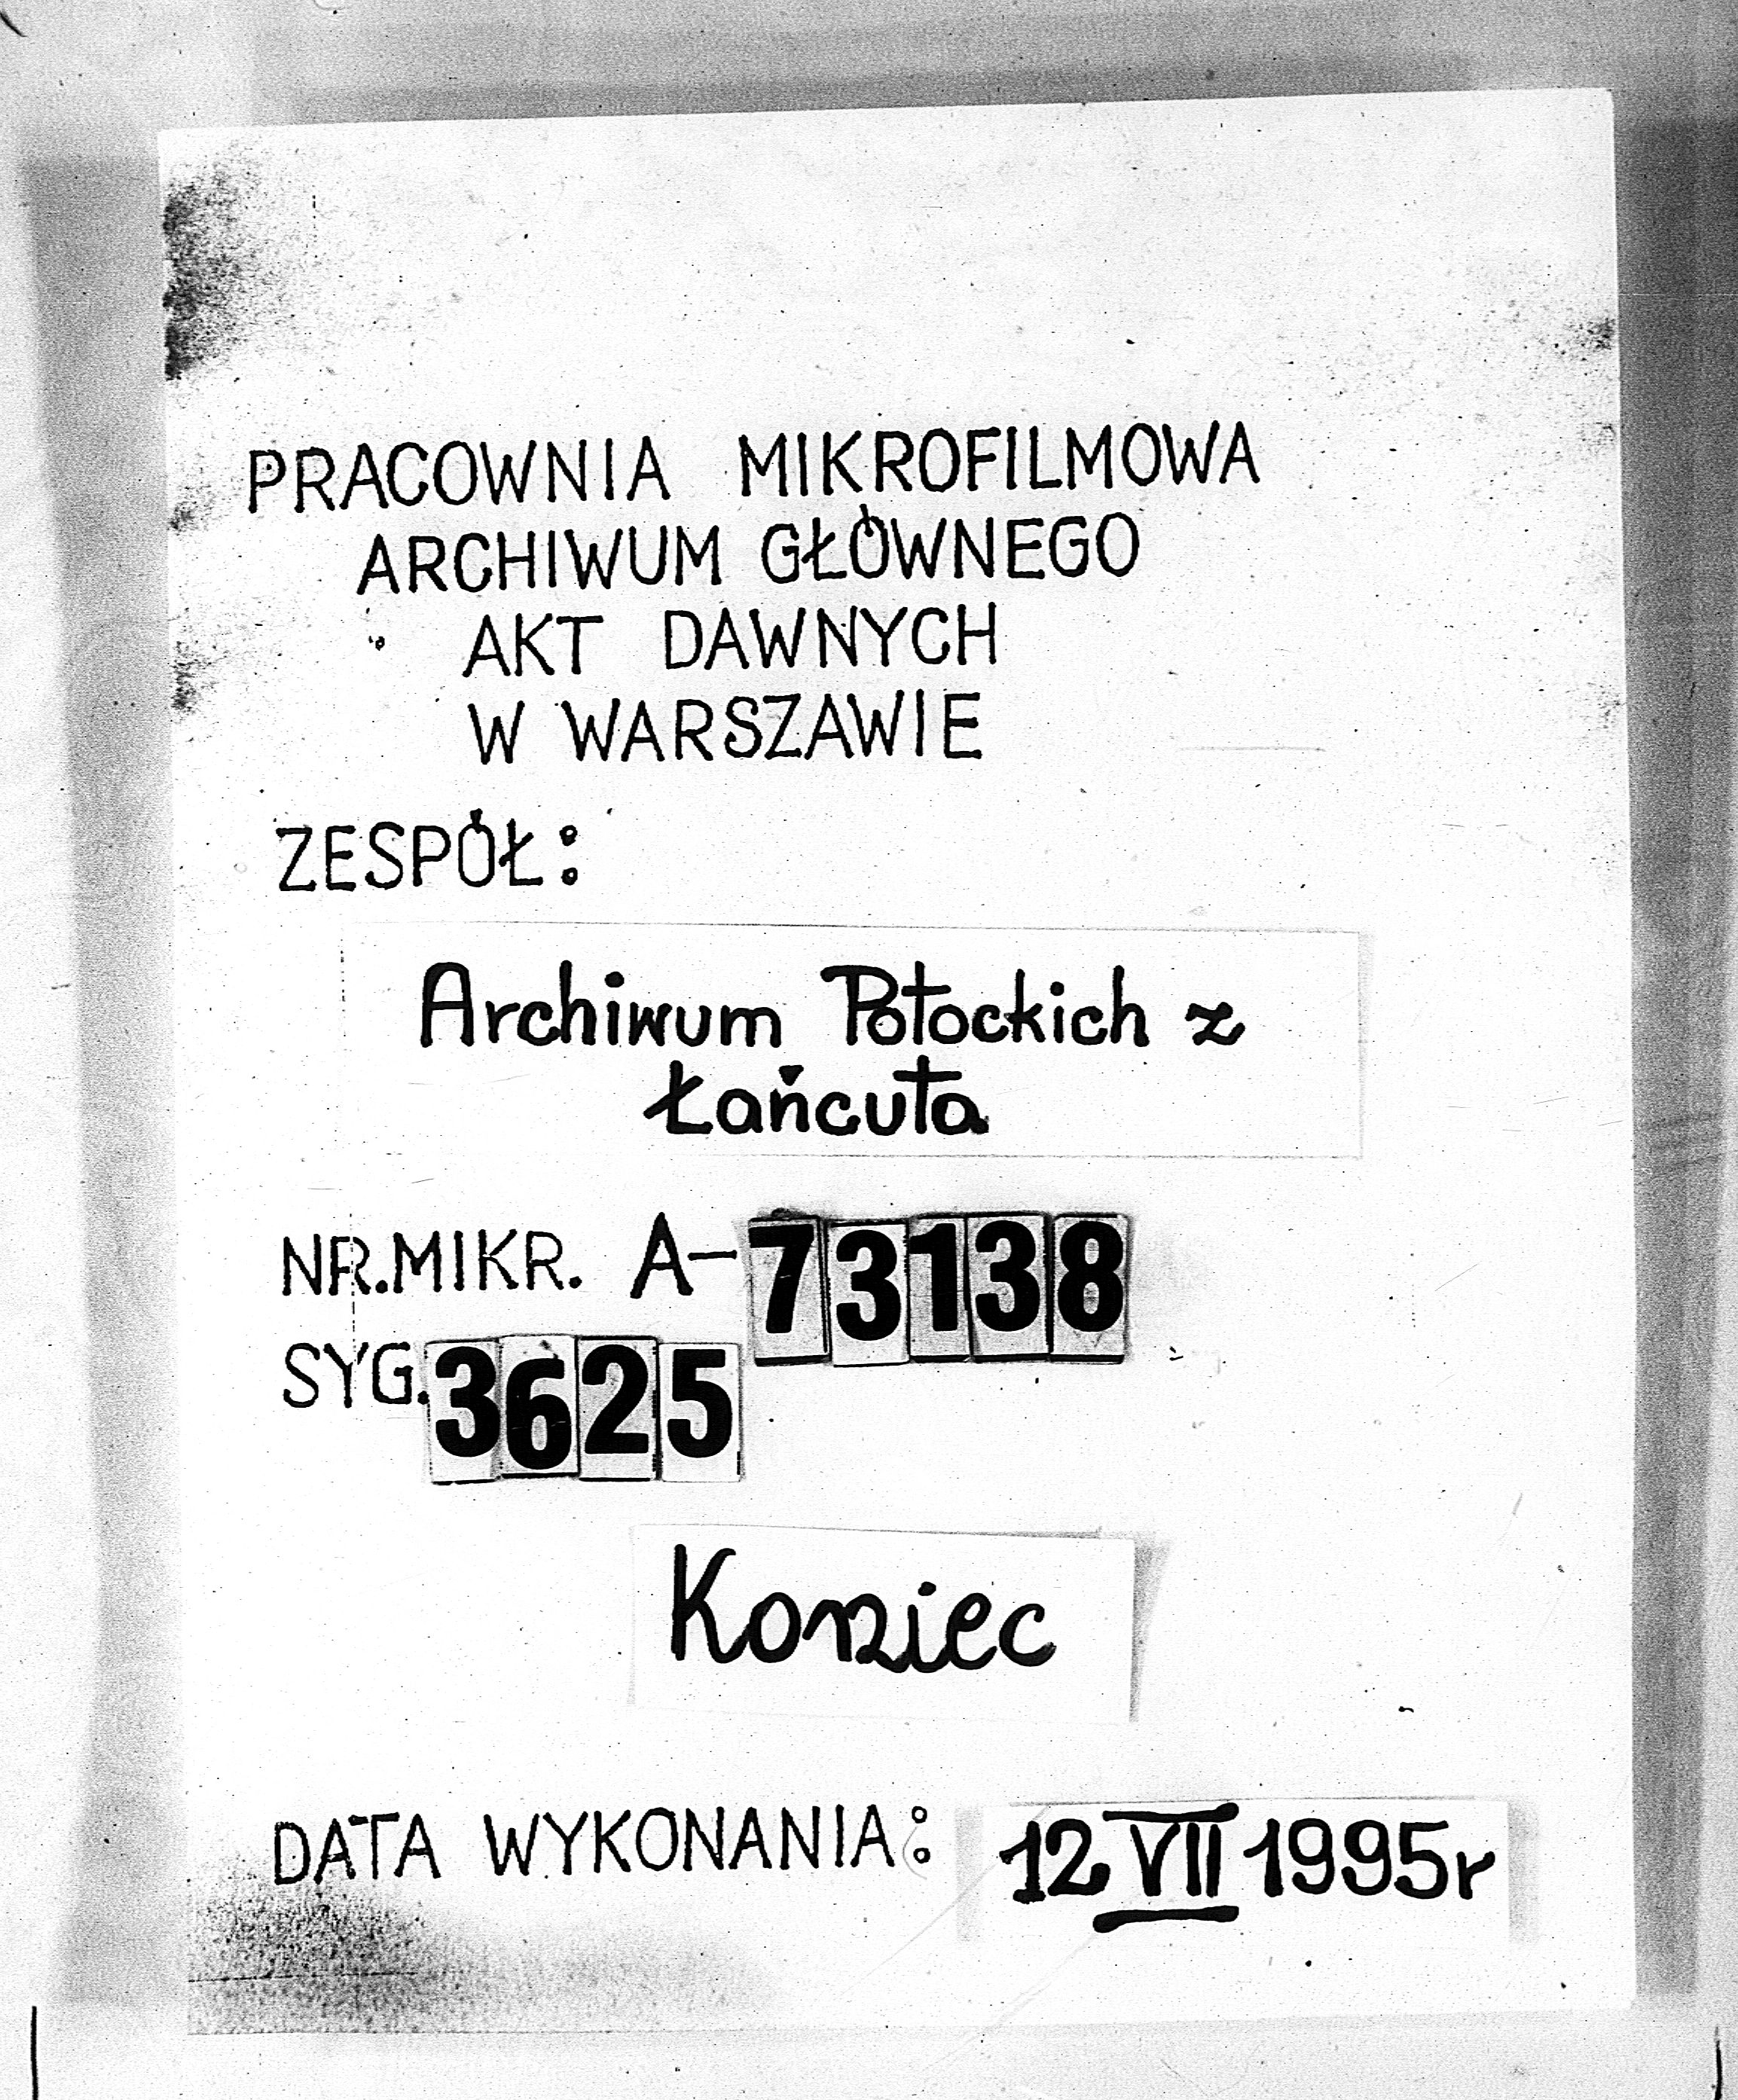 PRACOWNIA MIKROFILMOWA
ARCHIWUM GŁÓWNEGO
AKT DAWNYCH
W WARSZAWIE
ZESPÓŁ:
Archiwum Potockich z
Łańcuta
NR.MIKR. A-73138
SYG.3625
Koniec
DATA WYKONANIA: 12 VII 1995r